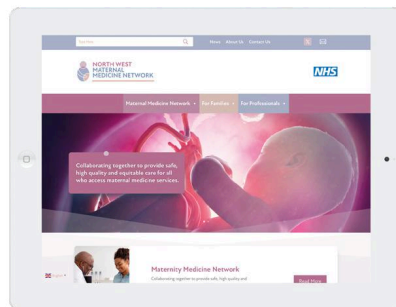 News About Us Contact Us
NORTH WEST
MATERNAL
MEDICINE NETWORK
NHS
Maternal Medicine Network For Families For Professionals
Collaborating together to provide safe,
high quality and equitable care for all
who access maternal medicine services.
Maternity Medicine Network
Collaborating together to provide safe, high quality and
Read More
English